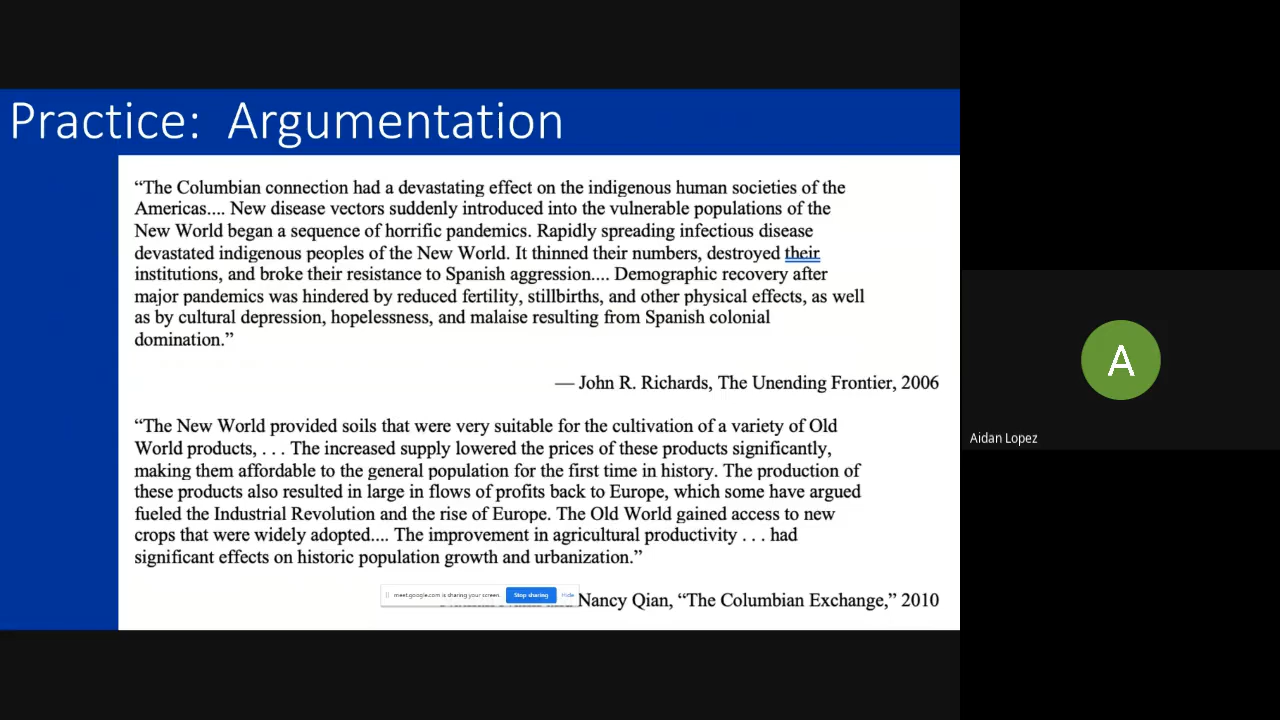 Practice: Argumentation
“The Columbian connection had a devastating effect on the indigenous human societies of the
Americas.... New disease vectors suddenly introduced into the vulnerable populations of the
New World began a sequence of horrific pandemics. Rapidly spreading infectious disease
devastated indigenous peoples of the New World. It thinned their numbers, destroyed their
institutions, and broke their resistance to Spanish aggression.... Demographic recovery after
major pandemics was hindered by reduced fertility, stillbirths, and other physical effects, as well
as by cultural depression, hopelessness, and malaise resulting from Spanish colonial
domination.”
— John R. Richards, The Unending Frontier, 2006
“The New World provided soils that were very suitable for the cultivation of a variety of Old
World products, . . . The increased supply lowered the prices of these products significantly,
making them affordable to the general population for the first time in history. The production of
these products also resulted in large in flows of profits back to Europe, which some have argued
fueled the Industrial Revolution and the rise of Europe. The Old World gained access to new
crops that were widely adopted.... The improvement in agricultural productivity . . . had
significant effects on historic population growth and urbanization.”
Nancy Qian, “The Columbian Exchange,” 2010
meet.google.com is sharing your screen. Stop sharing Hide
A
Aidan Lopez